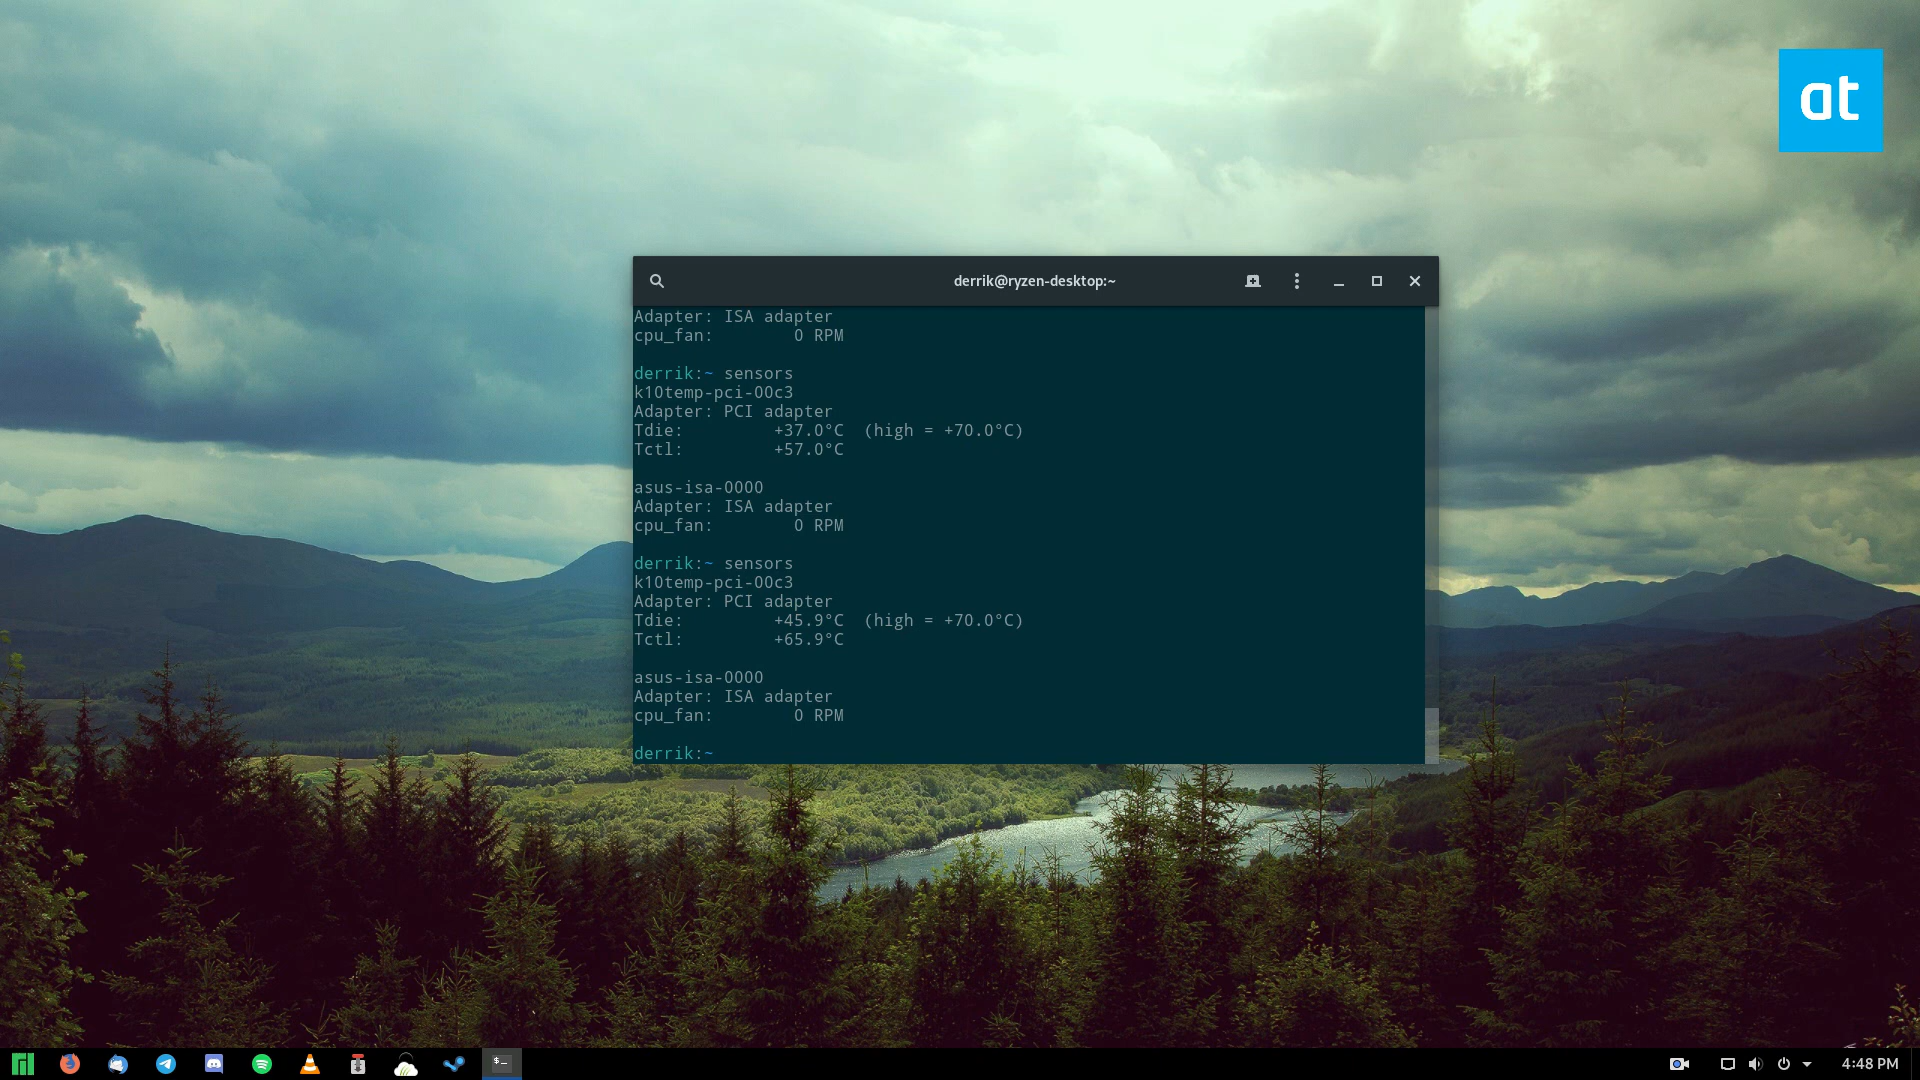 at
derrik@ryzen-desktop:~
Adapter: ISA adapter
cpu_fan:        0 RPM
derrik:~ sensors
k10temp-pci-00c3
Adapter: PCI adapter
Tdie:         +37.0°C  (high = +70.0°C)
Tctl:         +57.0°C
asus-isa-0000
Adapter: ISA adapter
cpu_fan:        0 RPM
derrik:~ sensors
k10temp-pci-00c3
Adapter: PCI adapter
Tdie:         +45.9°C  (high = +70.0°C)
Tctl:         +65.9°C
asus-isa-0000
Adapter: ISA adapter
cpu_fan:        0 RPM
derrik:~
4:48 PM